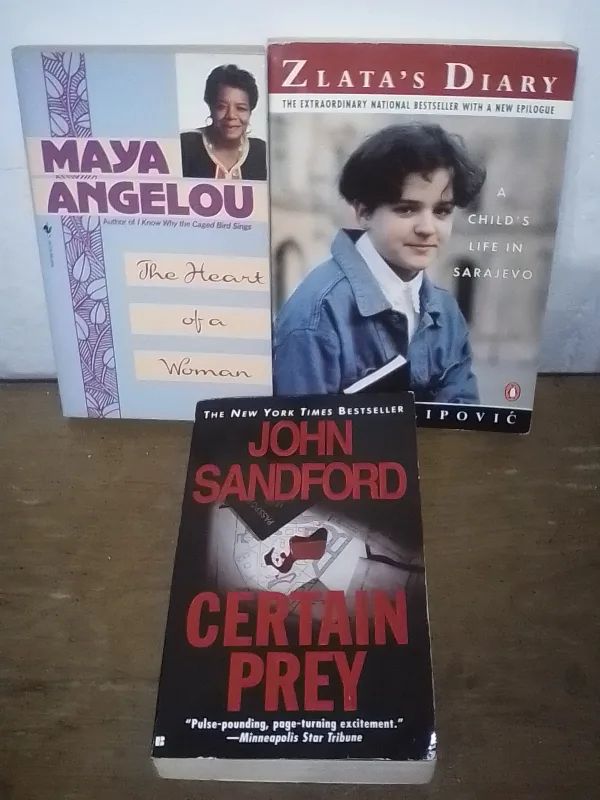 MAYA
ANGELOU
Author of I Know Why the Caged Bird Sings
The Heart
of a
Woman
ZLATA'S DIARY
THE EXTRAORDINARY NATIONAL BESTSELLER WITH A NEW EPILOGUE
A
CHILD'S
LIFE IN
SARAJEVO
IPOVIĆ
THE NEW YORK TIMES BESTSELLER
JOHN
SANDFORD
PASSPO
CERTAIN
PREY
"Pulse-pounding, page-turning excitement."
—Minneapolis Star Tribune
B